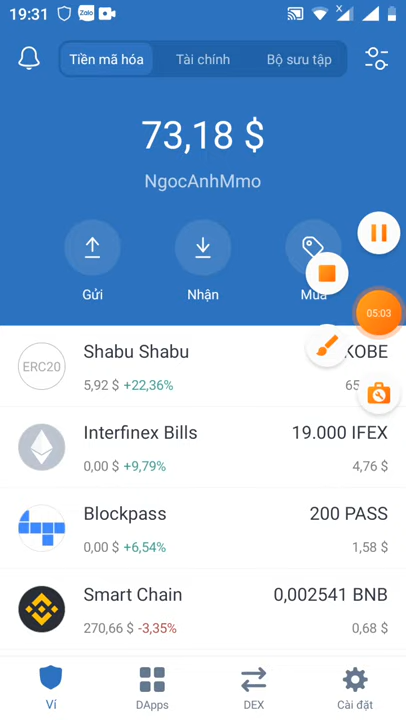 19:31 Zalo
Tiền mã hóa Tài chính Bộ sưu tập
73,18 $
NgocAnhMmo
Gửi Nhận Mua
05:03
ERC20 Shabu Shabu KOBE
5,92 $ +22,36% 65
Interfinex Bills 19.000 IFEX
0,00 $ +9,79% 4,76 $
Blockpass 200 PASS
0,00 $ +6,54% 1,58 $
Smart Chain 0,002541 BNB
270,66 $ -3,35% 0,68 $
Ví DApps DEX Cài đặt